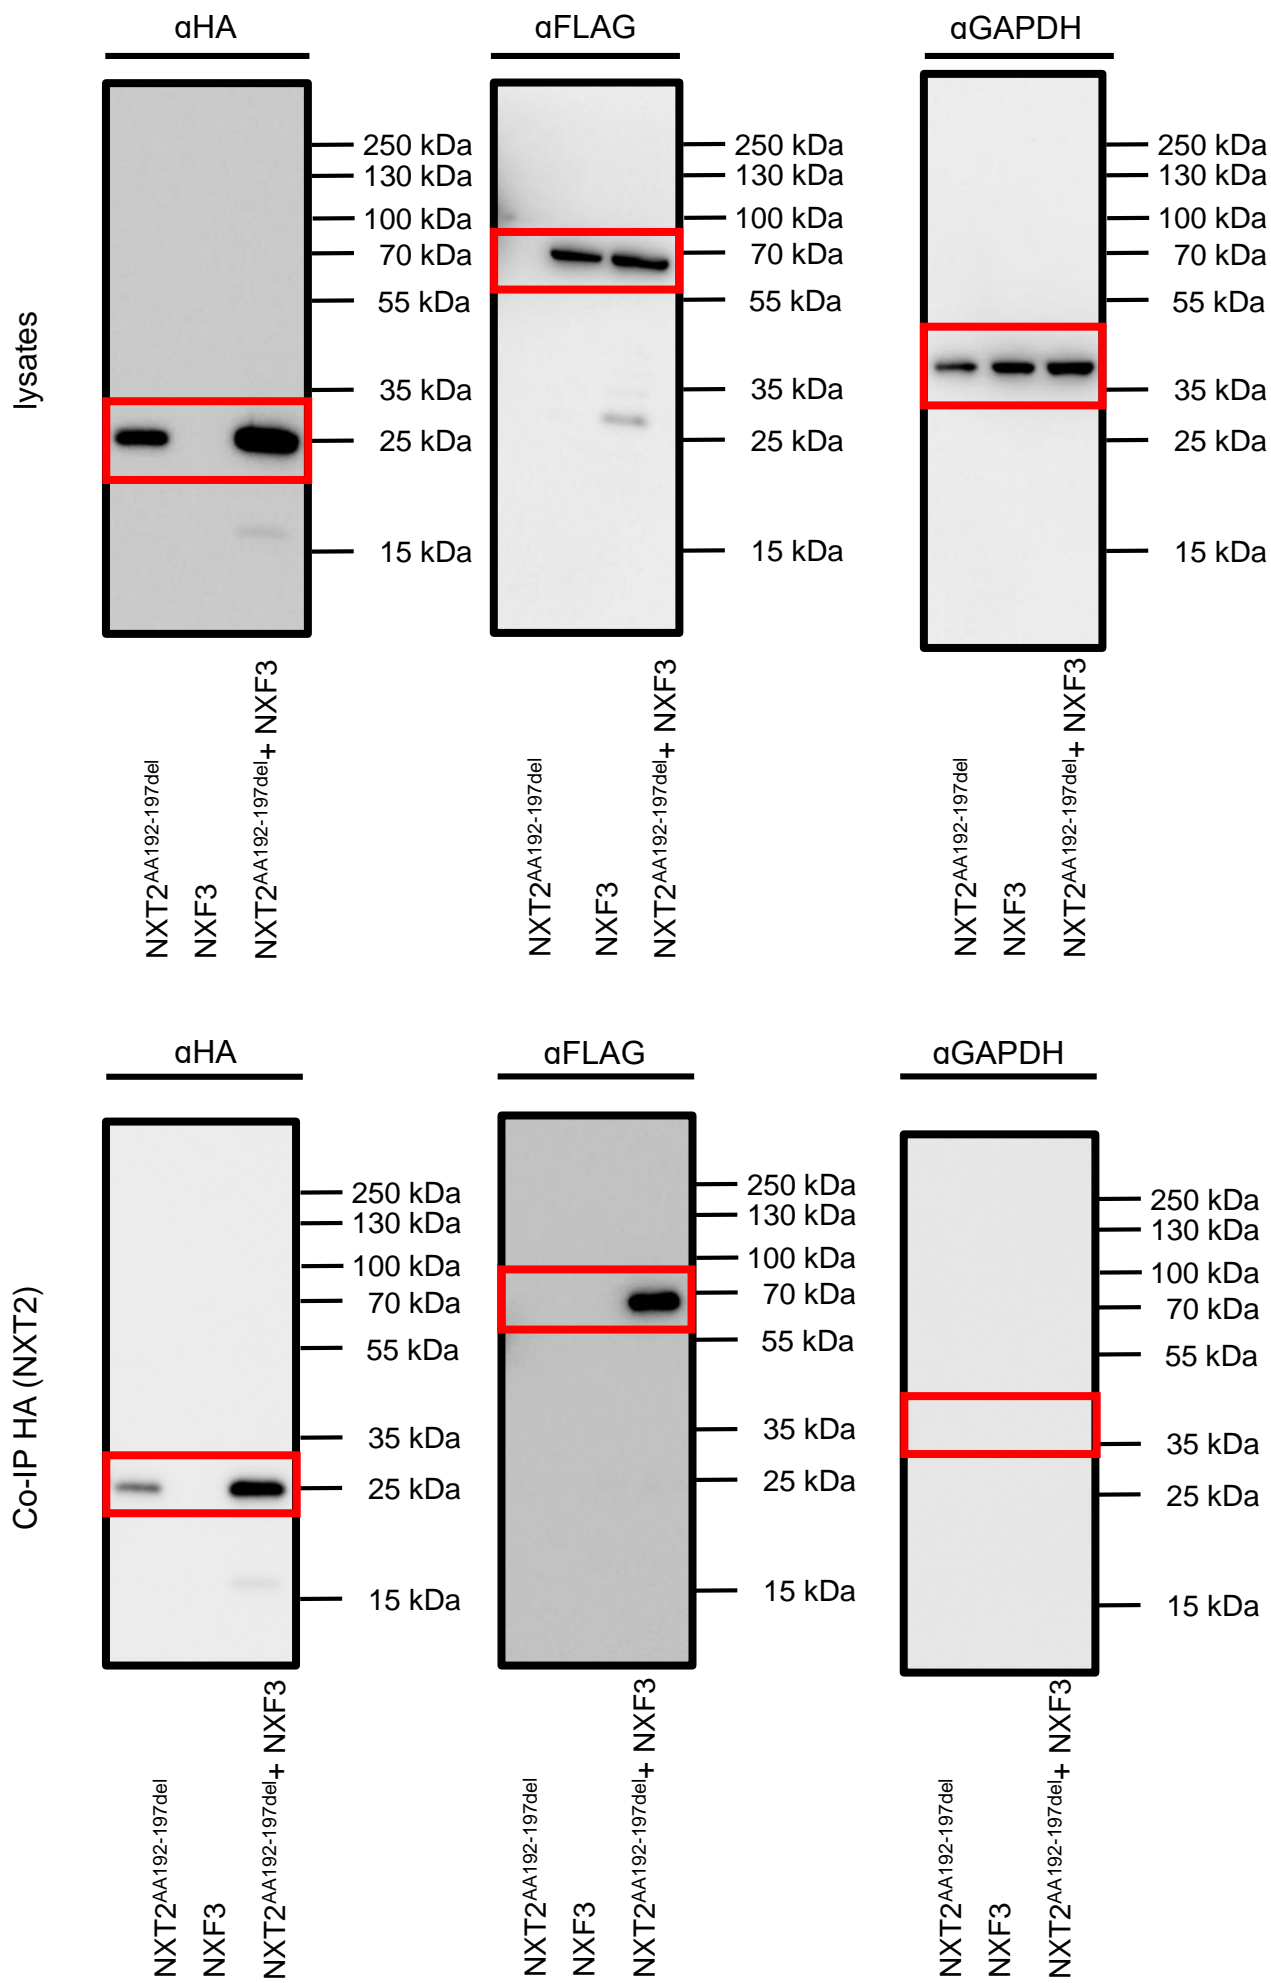 αHA
αFLAG
αGAPDH
lysates
250 kDa
130 kDa
100 kDa
70 kDa
55 kDa
35 kDa
25 kDa
15 kDa
250 kDa
130 kDa
100 kDa
70 kDa
55 kDa
35 kDa
25 kDa
15 kDa
250 kDa
130 kDa
100 kDa
70 kDa
55 kDa
35 kDa
25 kDa
15 kDa
NXT2AA192-197del
NXF3
NXT2AA192-197del+ NXF3
NXT2AA192-197del
NXF3
NXT2AA192-197del+ NXF3
NXT2AA192-197del
NXF3
NXT2AA192-197del+ NXF3
αHA
αFLAG
αGAPDH
Co-IP HA (NXT2)
250 kDa
130 kDa
100 kDa
70 kDa
55 kDa
35 kDa
25 kDa
15 kDa
250 kDa
130 kDa
100 kDa
70 kDa
55 kDa
35 kDa
25 kDa
15 kDa
250 kDa
130 kDa
100 kDa
70 kDa
55 kDa
35 kDa
25 kDa
15 kDa
NXT2AA192-197del
NXF3
NXT2AA192-197del+ NXF3
NXT2AA192-197del
NXF3
NXT2AA192-197del+ NXF3
NXT2AA192-197del
NXF3
NXT2AA192-197del+ NXF3